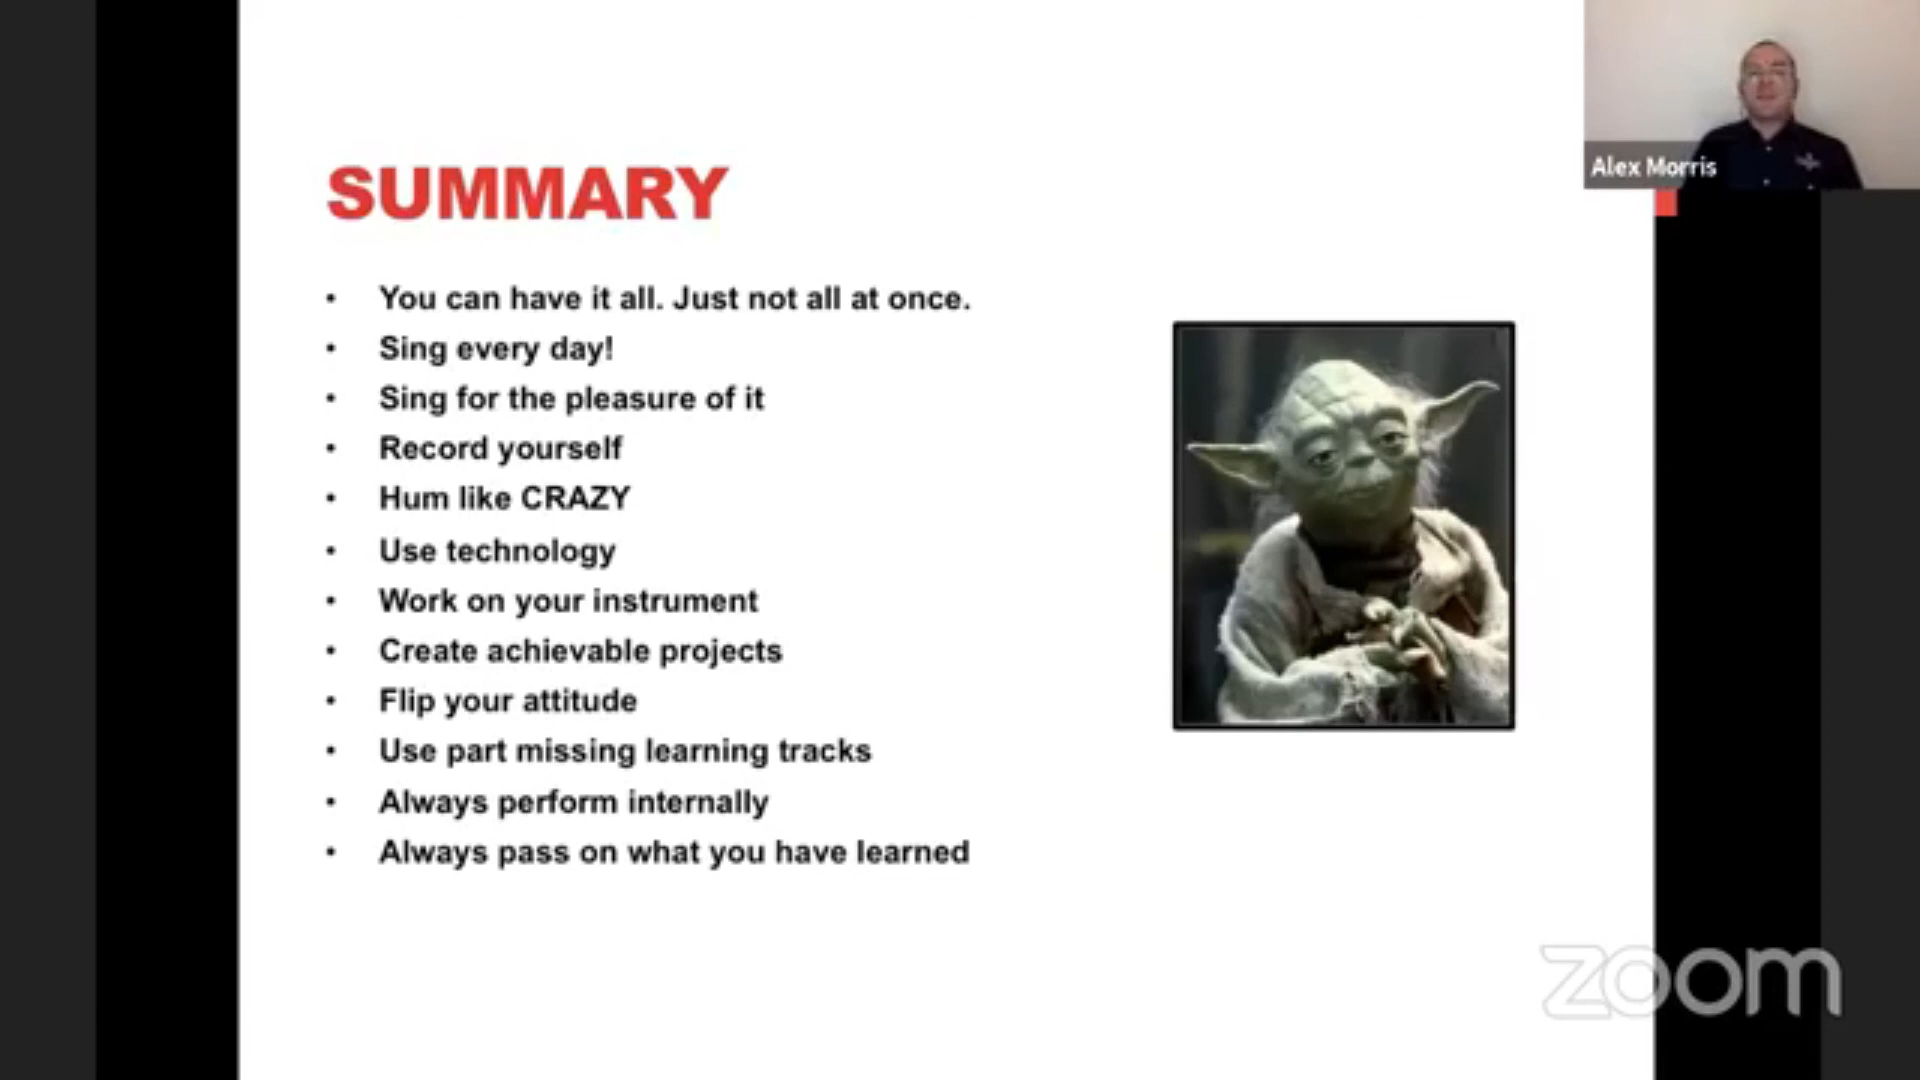 Alex Morris
SUMMARY
• You can have it all. Just not all at once.
• Sing every day!
• Sing for the pleasure of it
• Record yourself
• Hum like CRAZY
• Use technology
• Work on your instrument
• Create achievable projects
• Flip your attitude
• Use part missing learning tracks
• Always perform internally
• Always pass on what you have learned
zoom